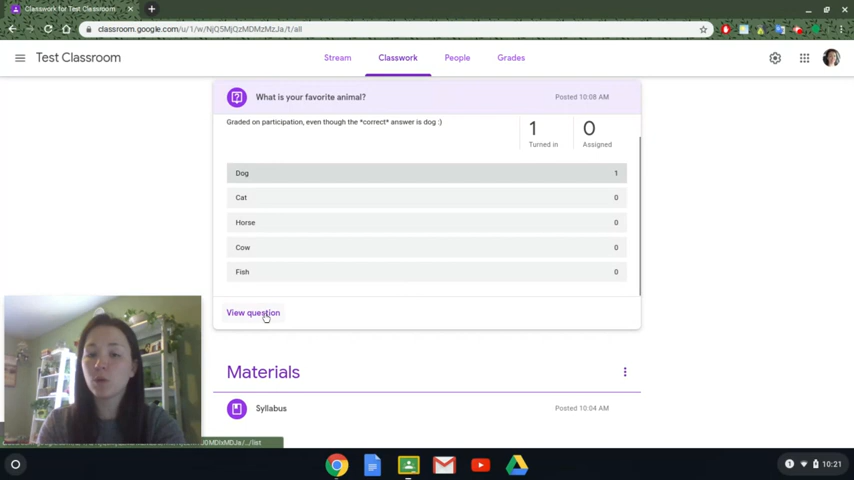 Classwork for Test Classroom
classroom.google.com/u/1/w/NjQ5MjQzMDMzMzJa/t/all
Test Classroom
Stream
Classwork
People
Grades
What is your favorite animal?
Posted 10:08 AM
Graded on participation, even though the *correct* answer is dog :)
1
Turned in
0
Assigned
Dog 1
Cat 0
Horse 0
Cow 0
Fish 0
View question
Materials
Syllabus
Posted 10:04 AM
10:21